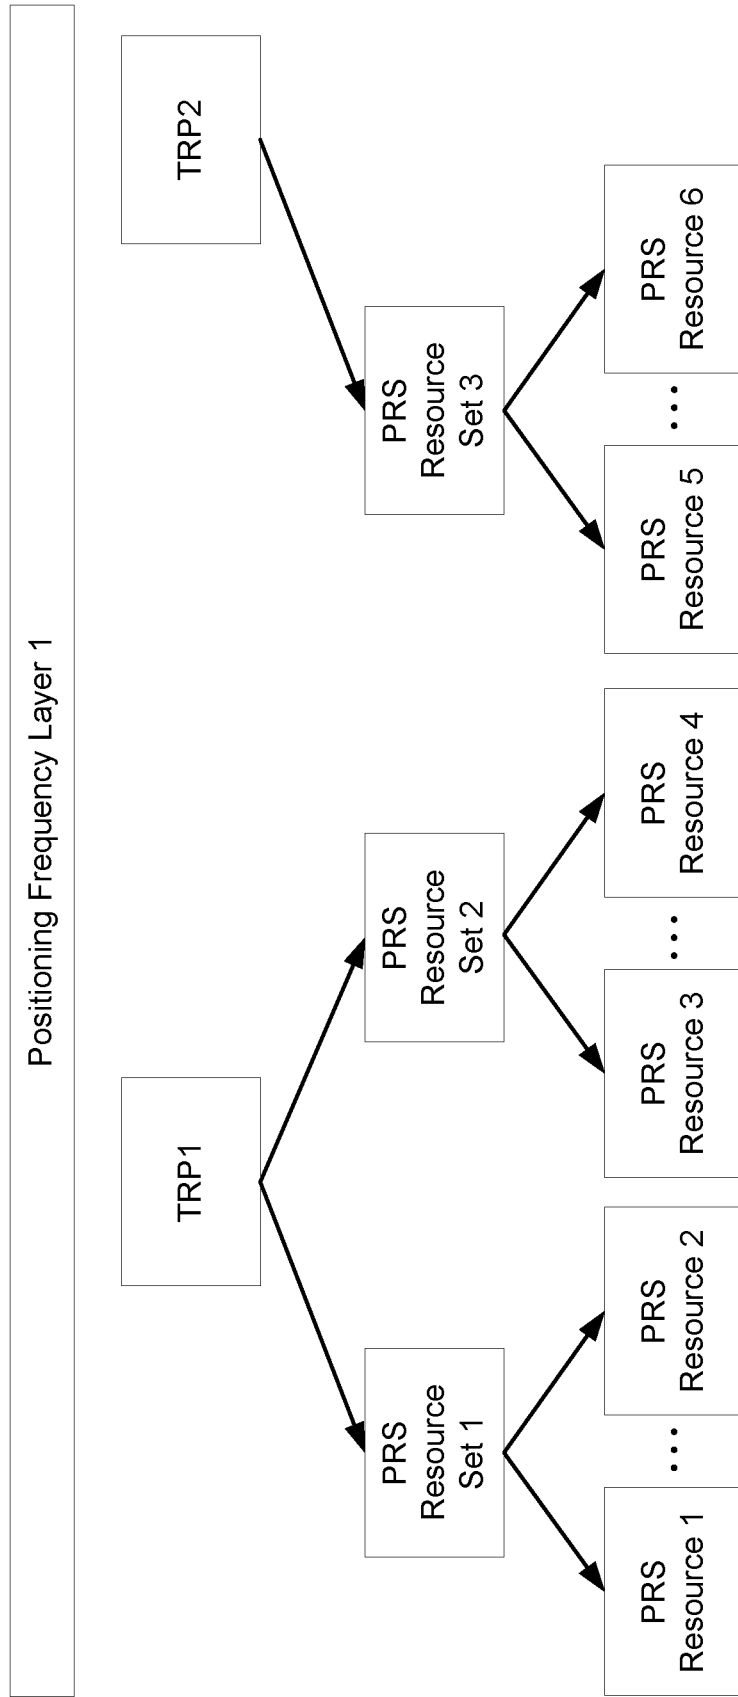 Positioning Frequency Layer 1
TRP1
TRP2
PRS
Resource
Set 1
PRS
Resource
Set 2
PRS
Resource
Set 3
PRS
Resource 1
...
PRS
Resource 2
PRS
Resource 3
...
PRS
Resource 4
PRS
Resource 5
...
PRS
Resource 6